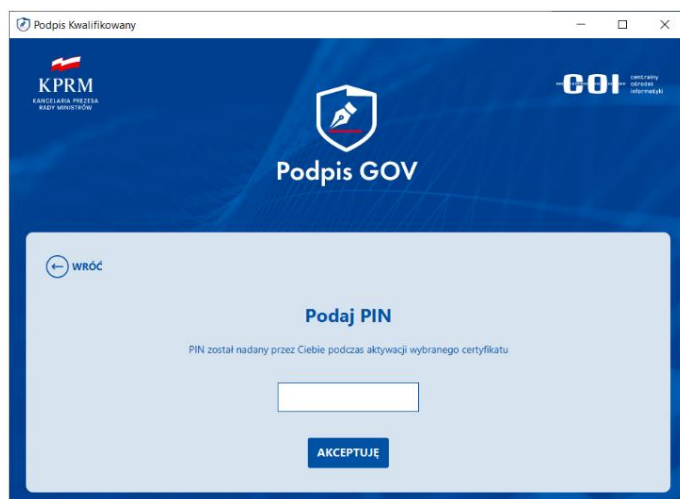 Podpis Kwalifikowany
KPRM
KANCELARIA PREZESA
RADY MINISTRÓW
COI
centralny
ośrodek
informatyki
Podpis GOV
WRÓĆ
Podaj PIN
PIN został nadany przez Ciebie podczas aktywacji wybranego certyfikatu
AKCEPTUJĘ